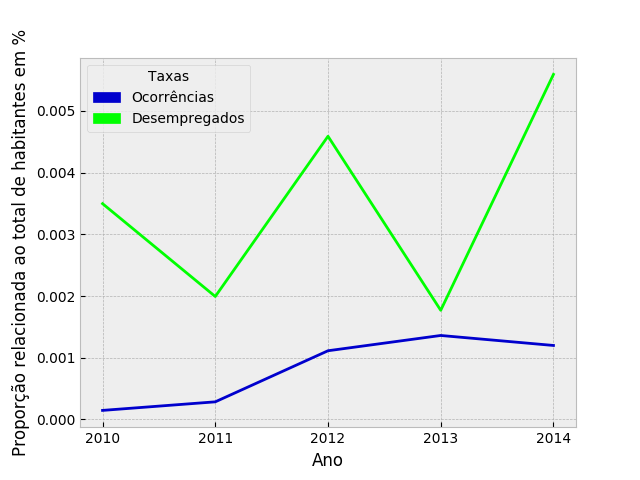 Proporção relacionada ao total de habitantes em %
Taxas
Ocorrências
Desempregados
0.005
0.004
0.003
0.002
0.001
0.000
2010 2011 2012 2013 2014
Ano